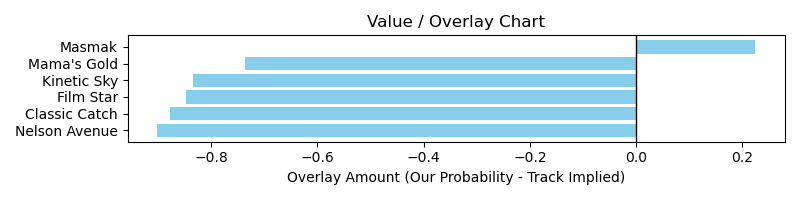 Value / Overlay Chart
Masmak
Mama's Gold
Kinetic Sky
Film Star
Classic Catch
Nelson Avenue
−0.8 −0.6 −0.4 −0.2 0.0 0.2
Overlay Amount (Our Probability - Track Implied)